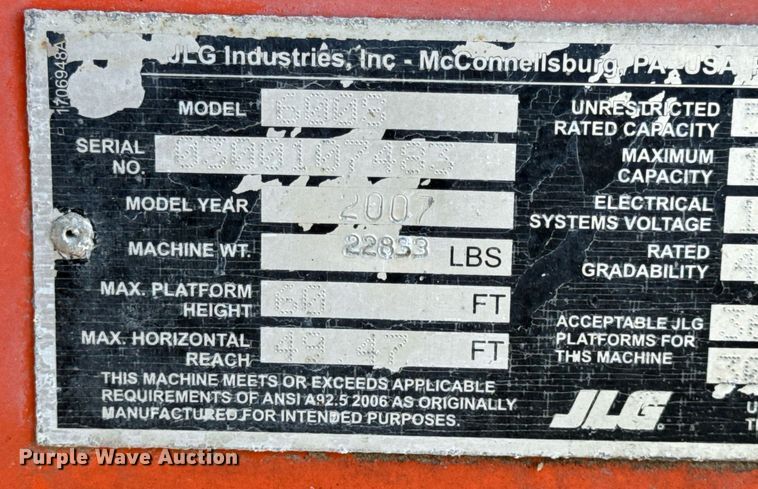 1706948A
JLG Industries, Inc - McConnellsburg, PA - USA
MODEL 600S
SERIAL NO.
MODEL YEAR 2007
MACHINE WT. 22833 LBS
MAX. PLATFORM HEIGHT 60 FT
MAX. HORIZONTAL REACH 49.47 FT
THIS MACHINE MEETS OR EXCEEDS APPLICABLE
REQUIREMENTS OF ANSI A92.5 2006 AS ORIGINALLY
MANUFACTURED FOR INTENDED PURPOSES.
UNRESTRICTED
RATED CAPACITY
MAXIMUM
CAPACITY
ELECTRICAL
SYSTEMS VOLTAGE
RATED
GRADABILITY
ACCEPTABLE JLG
PLATFORMS FOR
THIS MACHINE
JLG
Purple Wave Auction